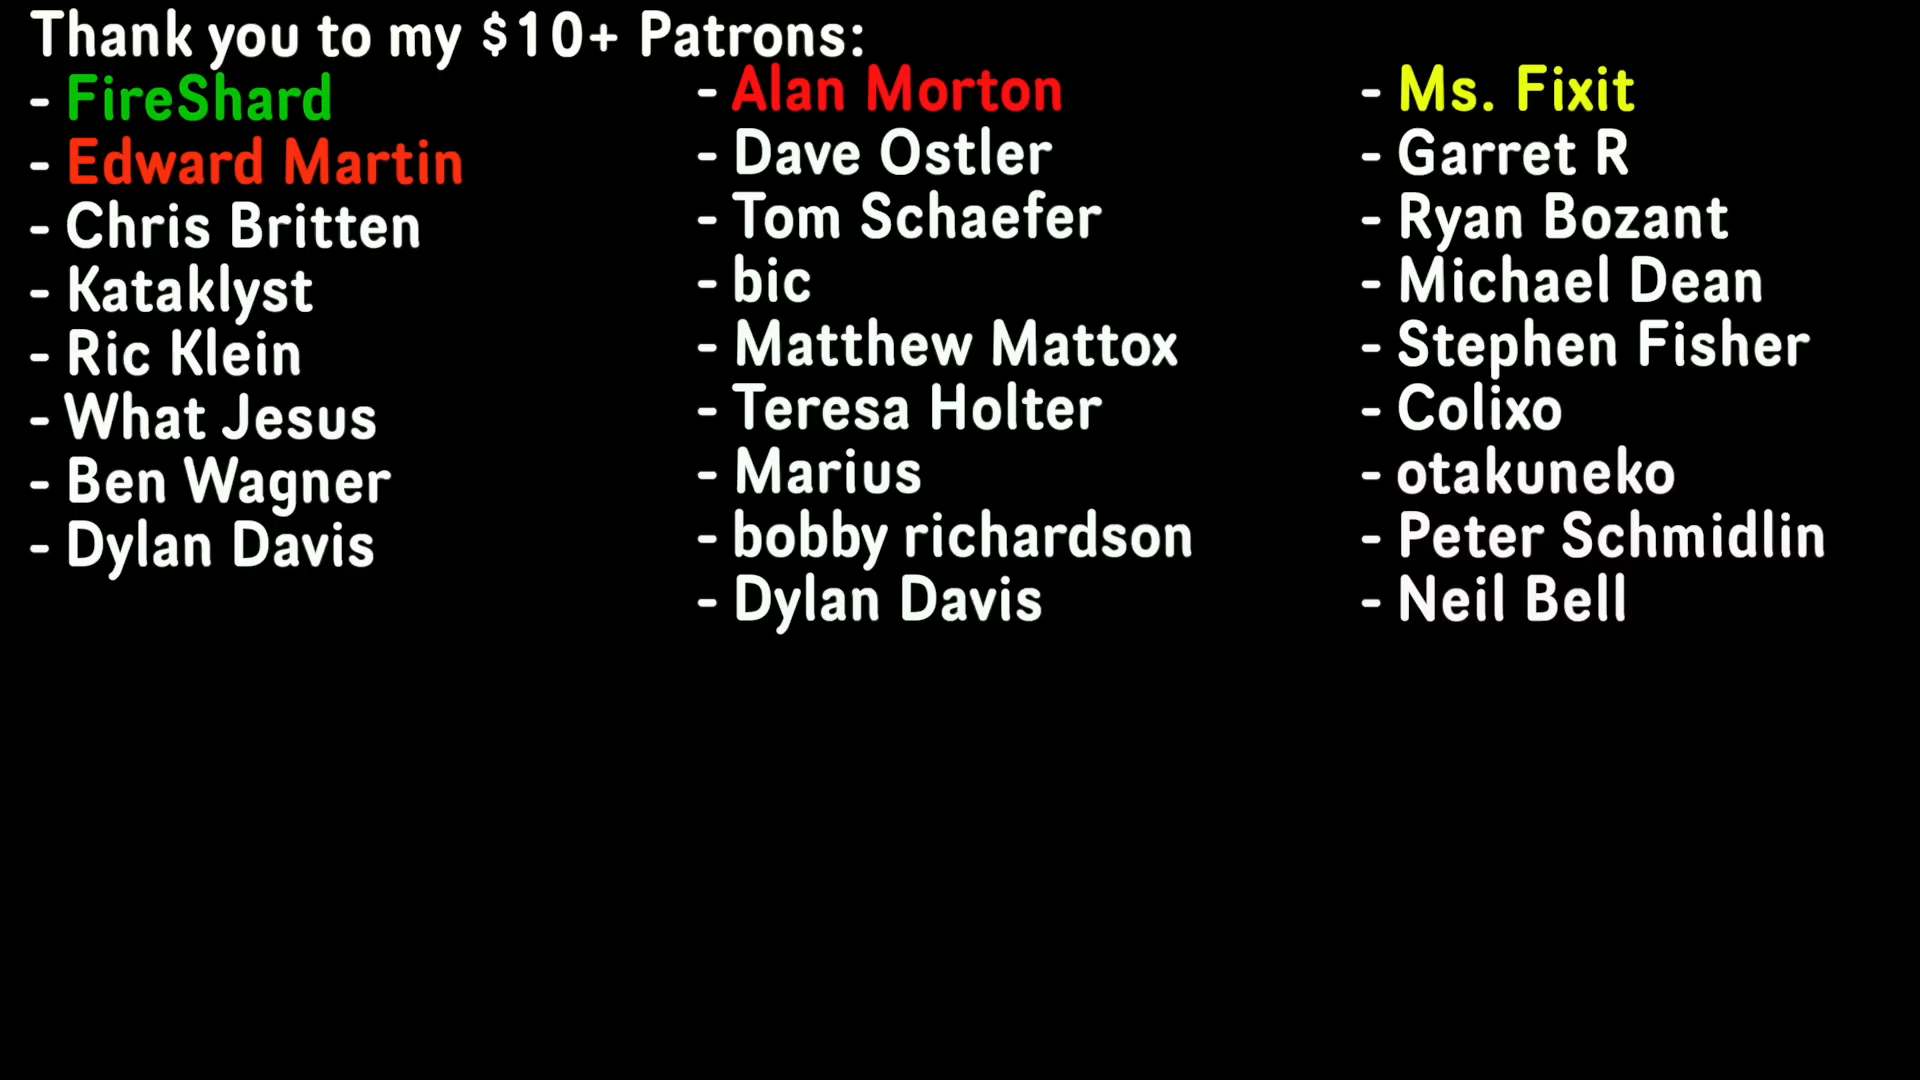 Thank you to my $10+ Patrons:
- FireShard
- Edward Martin
- Chris Britten
- Kataklyst
- Ric Klein
- What Jesus
- Ben Wagner
- Dylan Davis
- Alan Morton
- Dave Ostler
- Tom Schaefer
- bic
- Matthew Mattox
- Teresa Holter
- Marius
- bobby richardson
- Dylan Davis
- Ms. Fixit
- Garret R
- Ryan Bozant
- Michael Dean
- Stephen Fisher
- Colixo
- otakuneko
- Peter Schmidlin
- Neil Bell